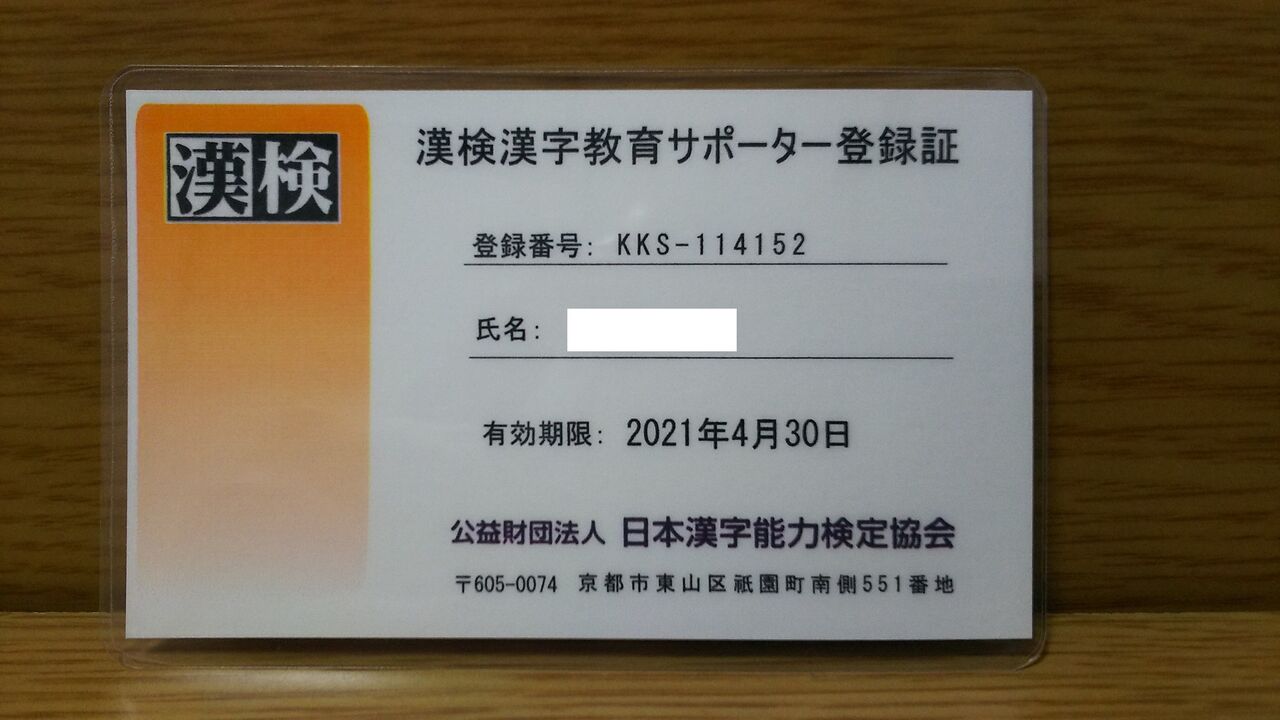 漢検
漢検漢字教育サポーター登録証
登録番号: KKS-114152
氏名:
有効期限: 2021年4月30日
公益財団法人 日本漢字能力検定協会
〒605-0074 京都市東山区祇園町南側551番地